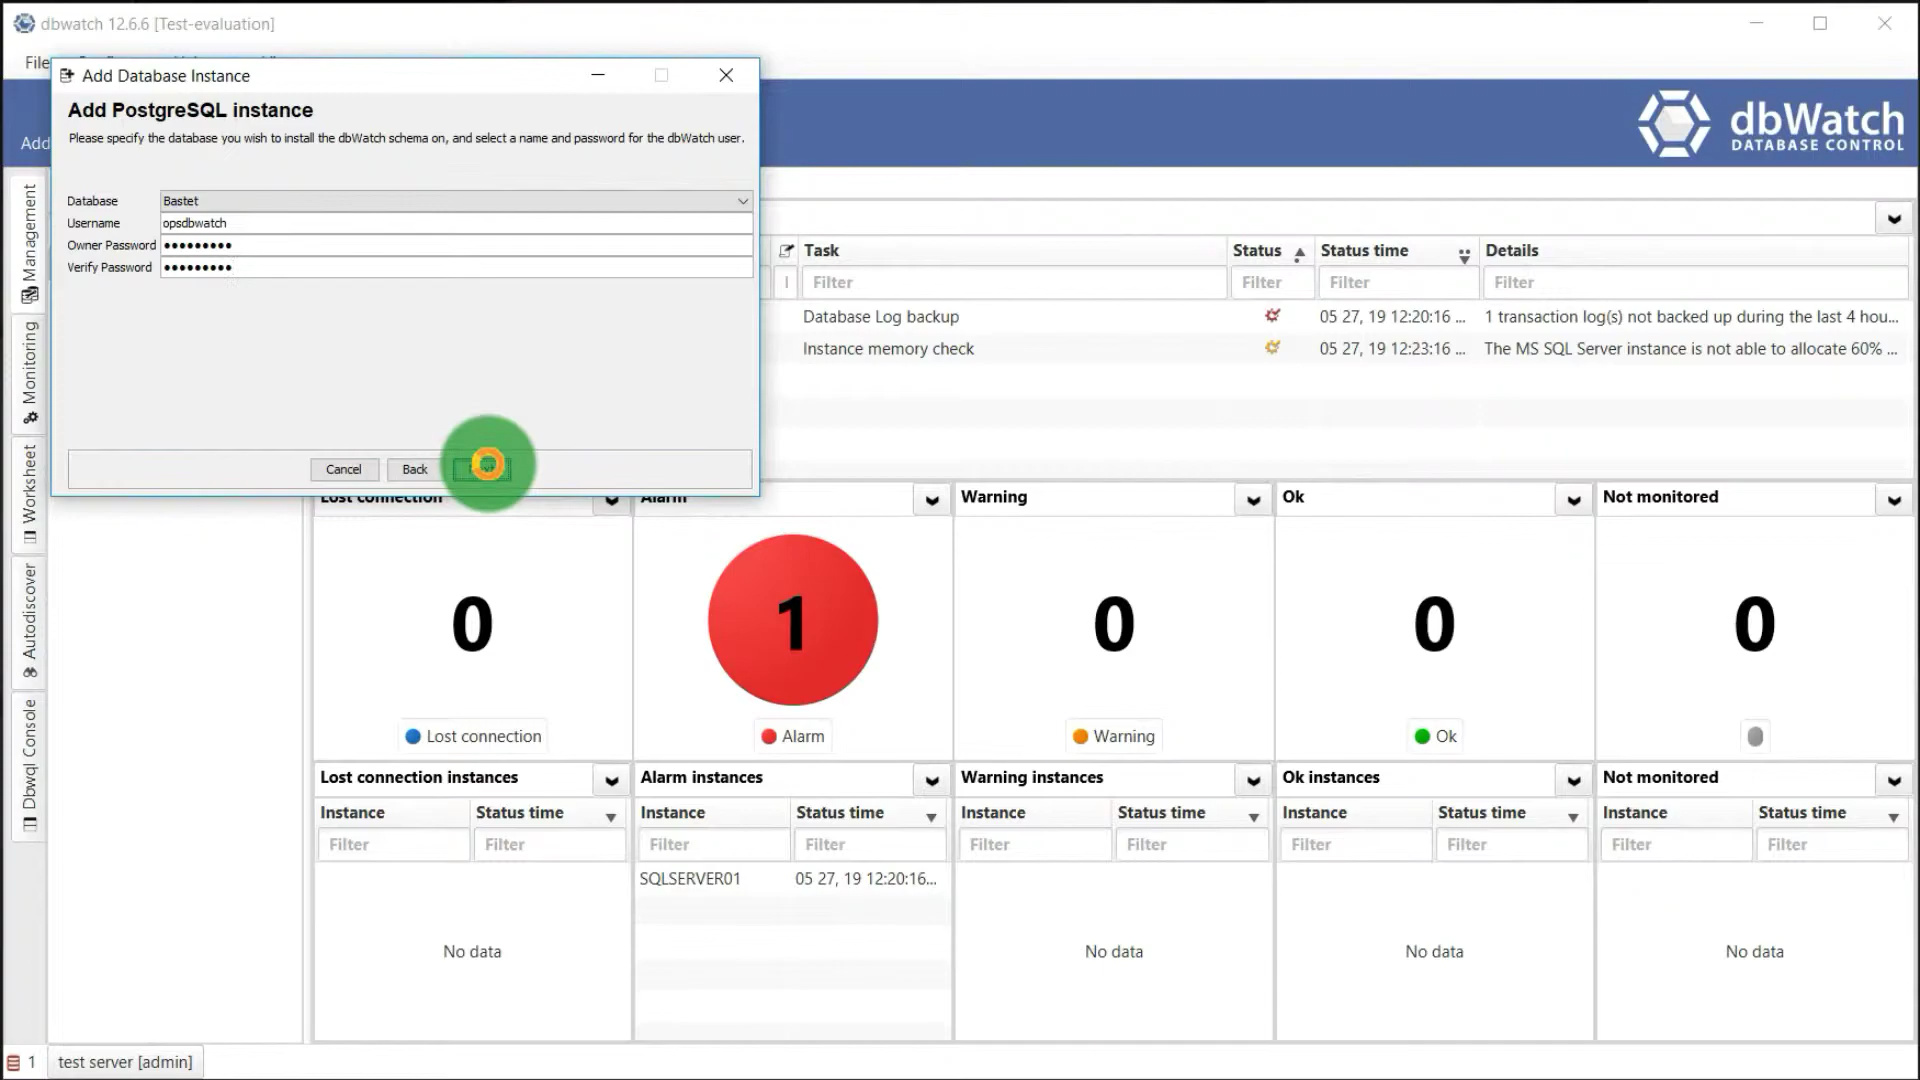 dbwatch 12.6.6 [Test-evaluation]
File
Add Database Instance
Add PostgreSQL instance
Please specify the database you wish to install the dbWatch schema on, and select a name and password for the dbWatch user.
Database Bastet
Username opsdbwatch
Owner Password •••••••••
Verify Password •••••••••
Cancel Back
Add
dbWatch
DATABASE CONTROL
Management
Monitoring
Worksheet
Autodiscover
Dbwql Console
Task Status Status time Details
Filter Filter Filter Filter
Database Log backup 05 27, 19 12:20:16 ... 1 transaction log(s) not backed up during the last 4 hou...
Instance memory check 05 27, 19 12:23:16 ... The MS SQL Server instance is not able to allocate 60% ...
Lost connection Alarm Warning Ok Not monitored
0 1 0 0 0
Lost connection Alarm Warning Ok
Lost connection instances Alarm instances Warning instances Ok instances Not monitored
Instance Status time Instance Status time Instance Status time Instance Status time Instance Status time
Filter Filter Filter Filter Filter Filter Filter Filter Filter Filter
SQLSERVER01 05 27, 19 12:20:16...
No data No data No data No data
1 test server [admin]